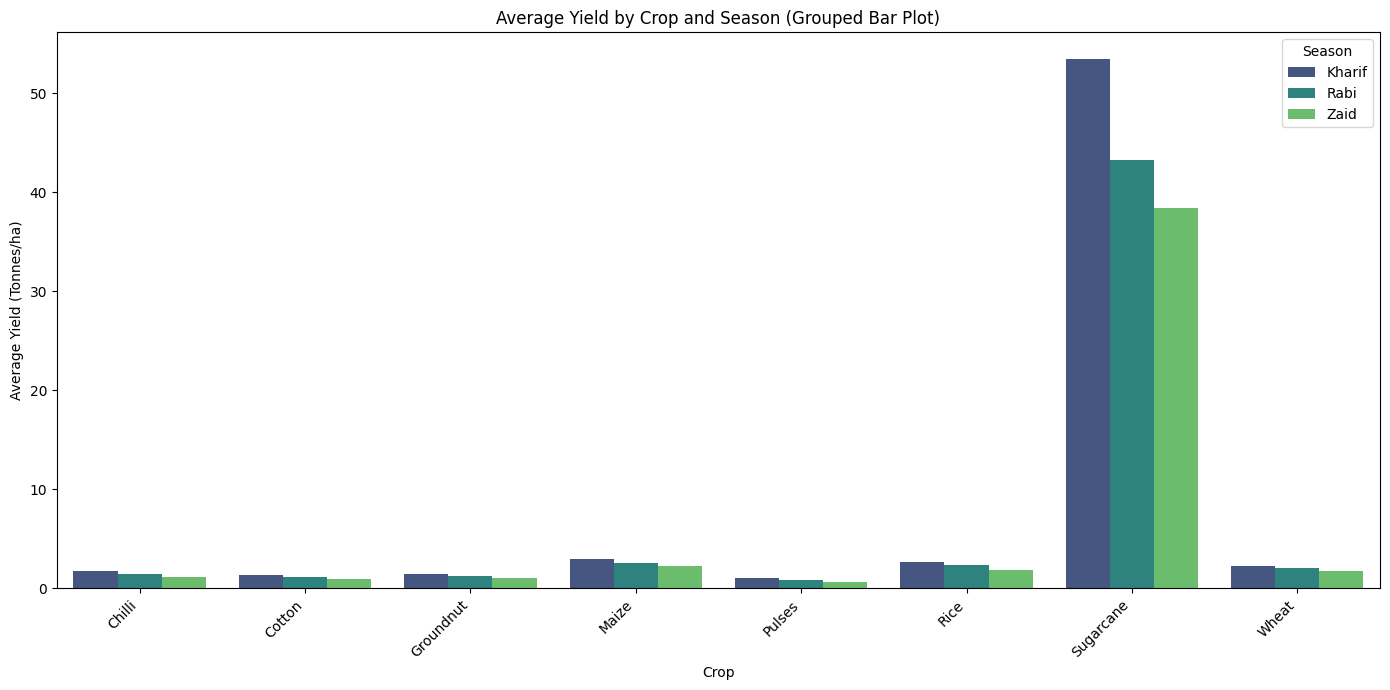 Average Yield by Crop and Season (Grouped Bar Plot)
Season
Kharif
Rabi
Zaid
Average Yield (Tonnes/ha)
50
40
30
20
10
0
Chilli
Cotton
Groundnut
Maize
Pulses
Rice
Sugarcane
Wheat
Crop